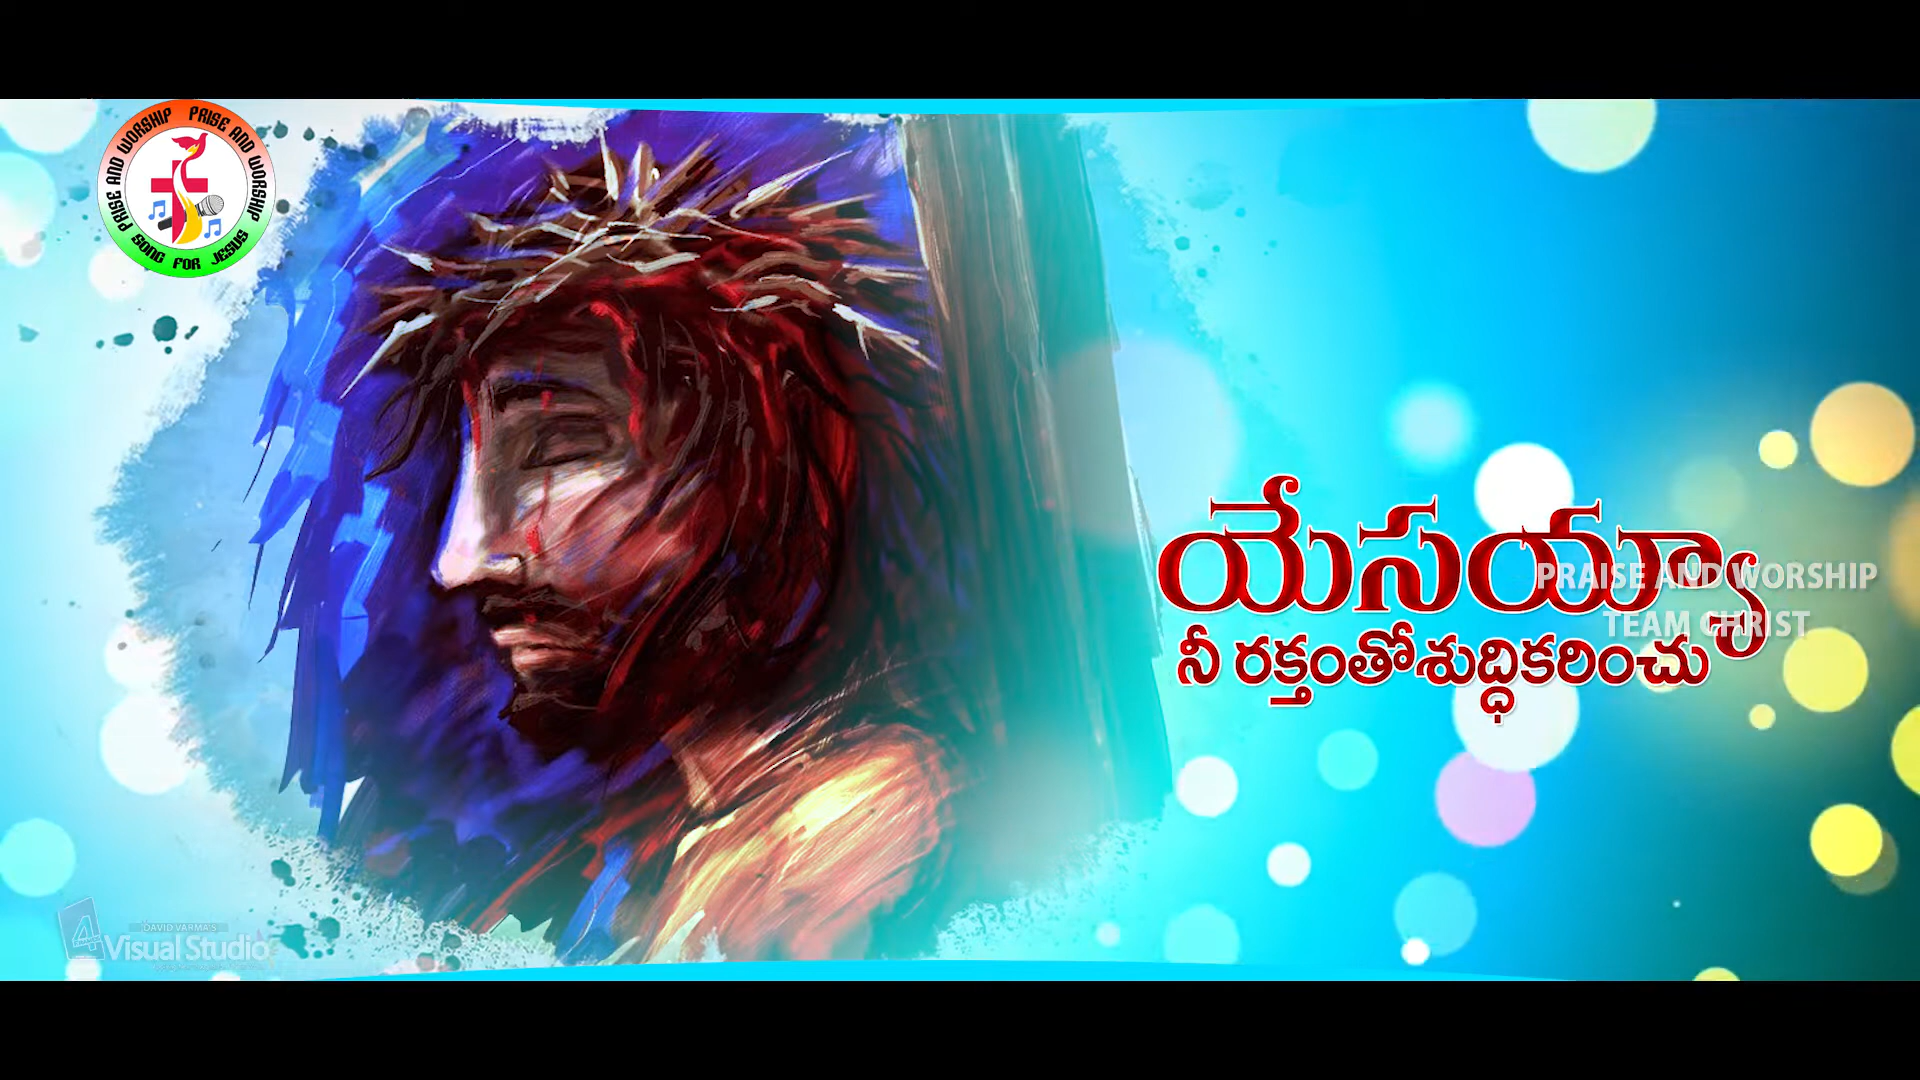 PRISE AND WORSHIP PRISE AND WORSHIP
SONG FOR JESUS
యేసయ్యా
PRAISE AND WORSHIP
TEAM CHRIST
నీ రక్తంతోశుద్ధికరించు
DAVID VARMA'S
4 Visual Studio